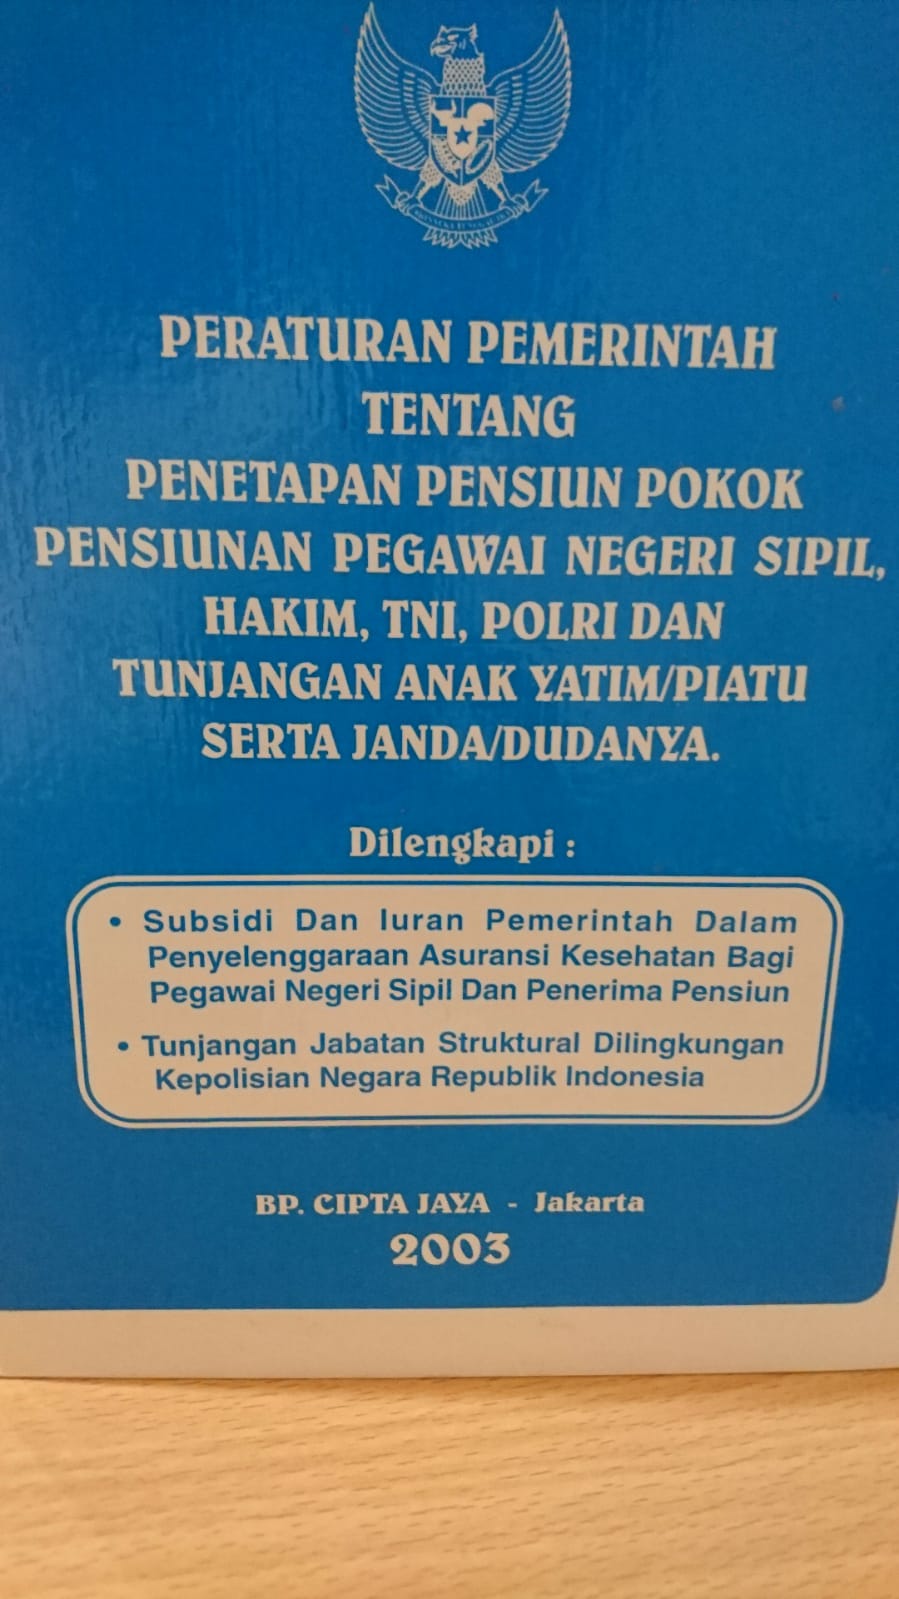 PERATURAN PEMERINTAH
TENTANG
PENETAPAN PENSIUN POKOK
PENSIUNAN PEGAWAI NEGERI SIPIL,
HAKIM, TNI, POLRI DAN
TUNJANGAN ANAK YATIM/PIATU
SERTA JANDA/DUDANYA.
Dilengkapi :
• Subsidi Dan Iuran Pemerintah Dalam
Penyelenggaraan Asuransi Kesehatan Bagi
Pegawai Negeri Sipil Dan Penerima Pensiun
• Tunjangan Jabatan Struktural Dilingkungan
Kepolisian Negara Republik Indonesia
BP. CIPTA JAYA - Jakarta
2003